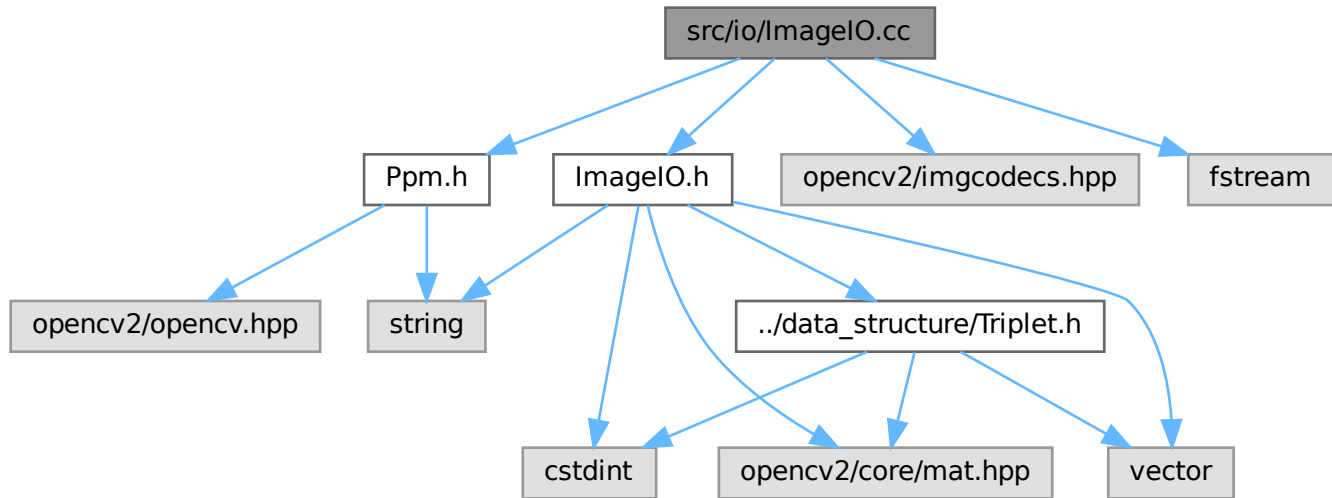 src/io/ImageIO.cc
Ppm.h
ImageIO.h
opencv2/imgcodecs.hpp
fstream
opencv2/opencv.hpp
string
../data_structure/Triplet.h
cstdint
opencv2/core/mat.hpp
vector